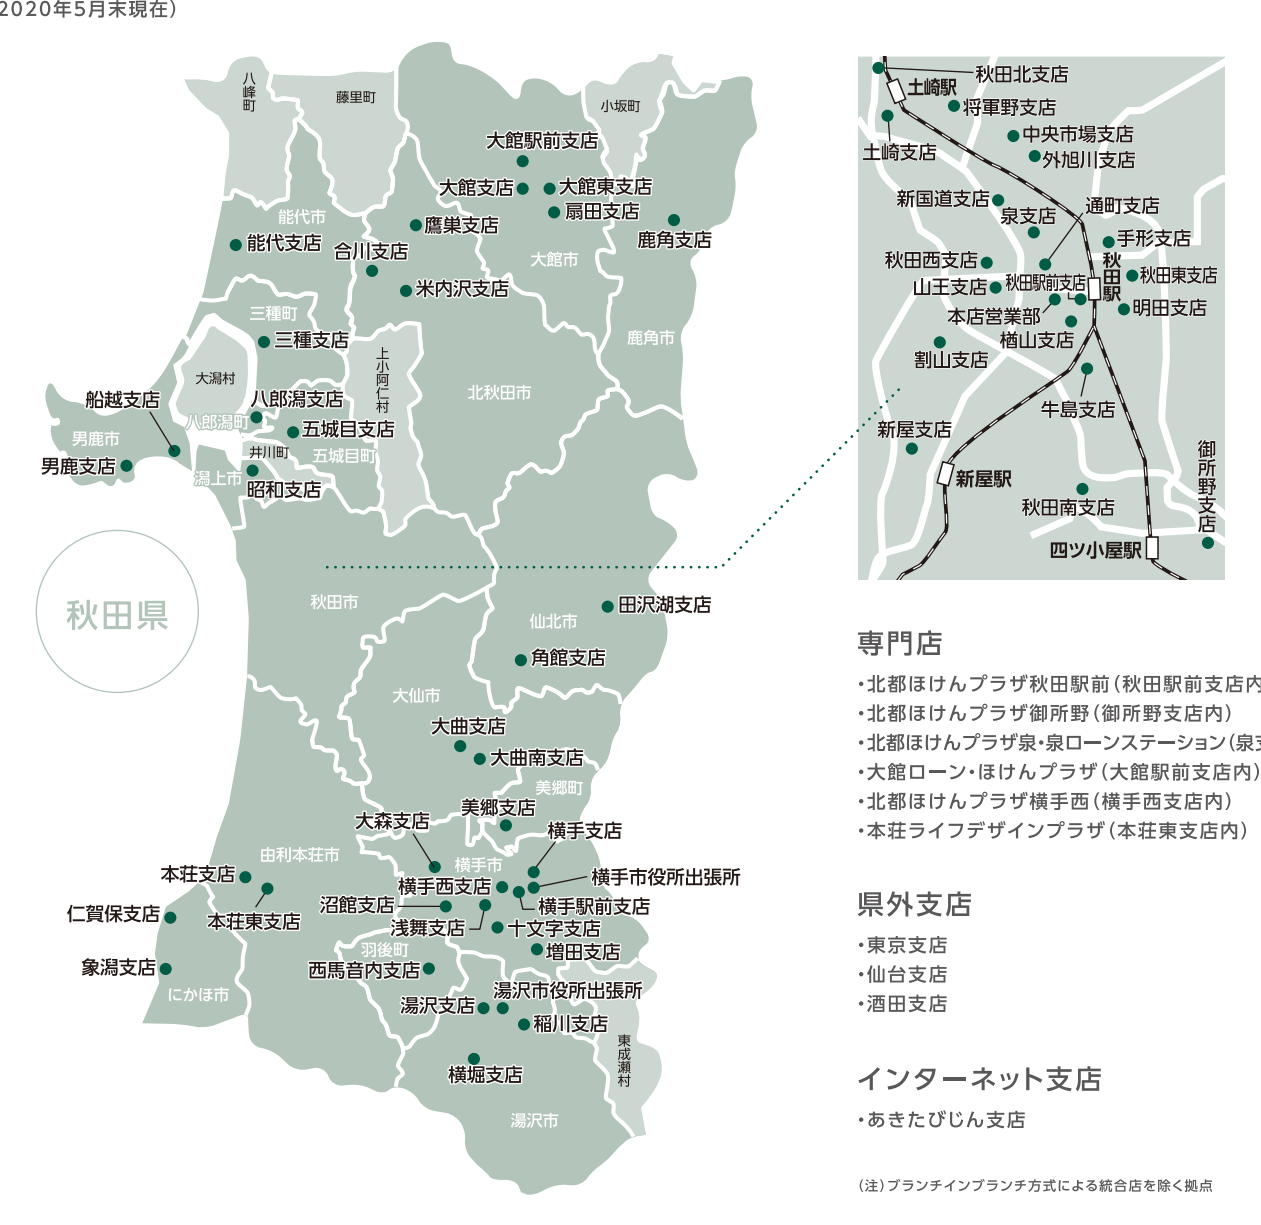 2020年5月末現在）
八峰町
藤里町
小坂町
大館駅前支店
大館支店
大館東支店
扇田支店
鹿角支店
鷹巣支店
能代市
能代支店
合川支店
大館市
米内沢支店
三種町
三種支店
鹿角市
上小阿仁村
大潟村
北秋田市
船越支店
八郎潟支店
八郎潟町
五城目支店
男鹿市
井川町
五城目町
男鹿支店
潟上市
昭和支店
秋田県
秋田市
田沢湖支店
仙北市
角館支店
大仙市
大曲支店
大曲南支店
美郷町
美郷支店
大森支店
横手支店
由利本荘市
横手市
本荘支店
横手西支店
横手市役所出張所
沼館支店
横手駅前支店
仁賀保支店
本荘東支店
浅舞支店
十文字支店
羽後町
増田支店
象潟支店
西馬音内支店
にかほ市
湯沢市役所出張所
湯沢支店
稲川支店
東成瀬村
横堀支店
湯沢市
秋田北支店
土崎駅
将軍野支店
中央市場支店
土崎支店
外旭川支店
新国道支店
通町支店
泉支店
手形支店
秋田西支店
秋田駅
秋田東支店
山王支店
秋田駅前支店
本店営業部
明田支店
楢山支店
割山支店
牛島支店
新屋支店
御所野支店
新屋駅
秋田南支店
四ツ小屋駅
専門店
・北都ほけんプラザ秋田駅前（秋田駅前支店内
・北都ほけんプラザ御所野（御所野支店内）
・北都ほけんプラザ泉・泉ローンステーション（泉支
・大館ローン・ほけんプラザ（大館駅前支店内）
・北都ほけんプラザ横手西（横手西支店内）
・本荘ライフデザインプラザ（本荘東支店内）
県外支店
・東京支店
・仙台支店
・酒田支店
インターネット支店
・あきたびじん支店
（注）ブランチインブランチ方式による統合店を除く拠点